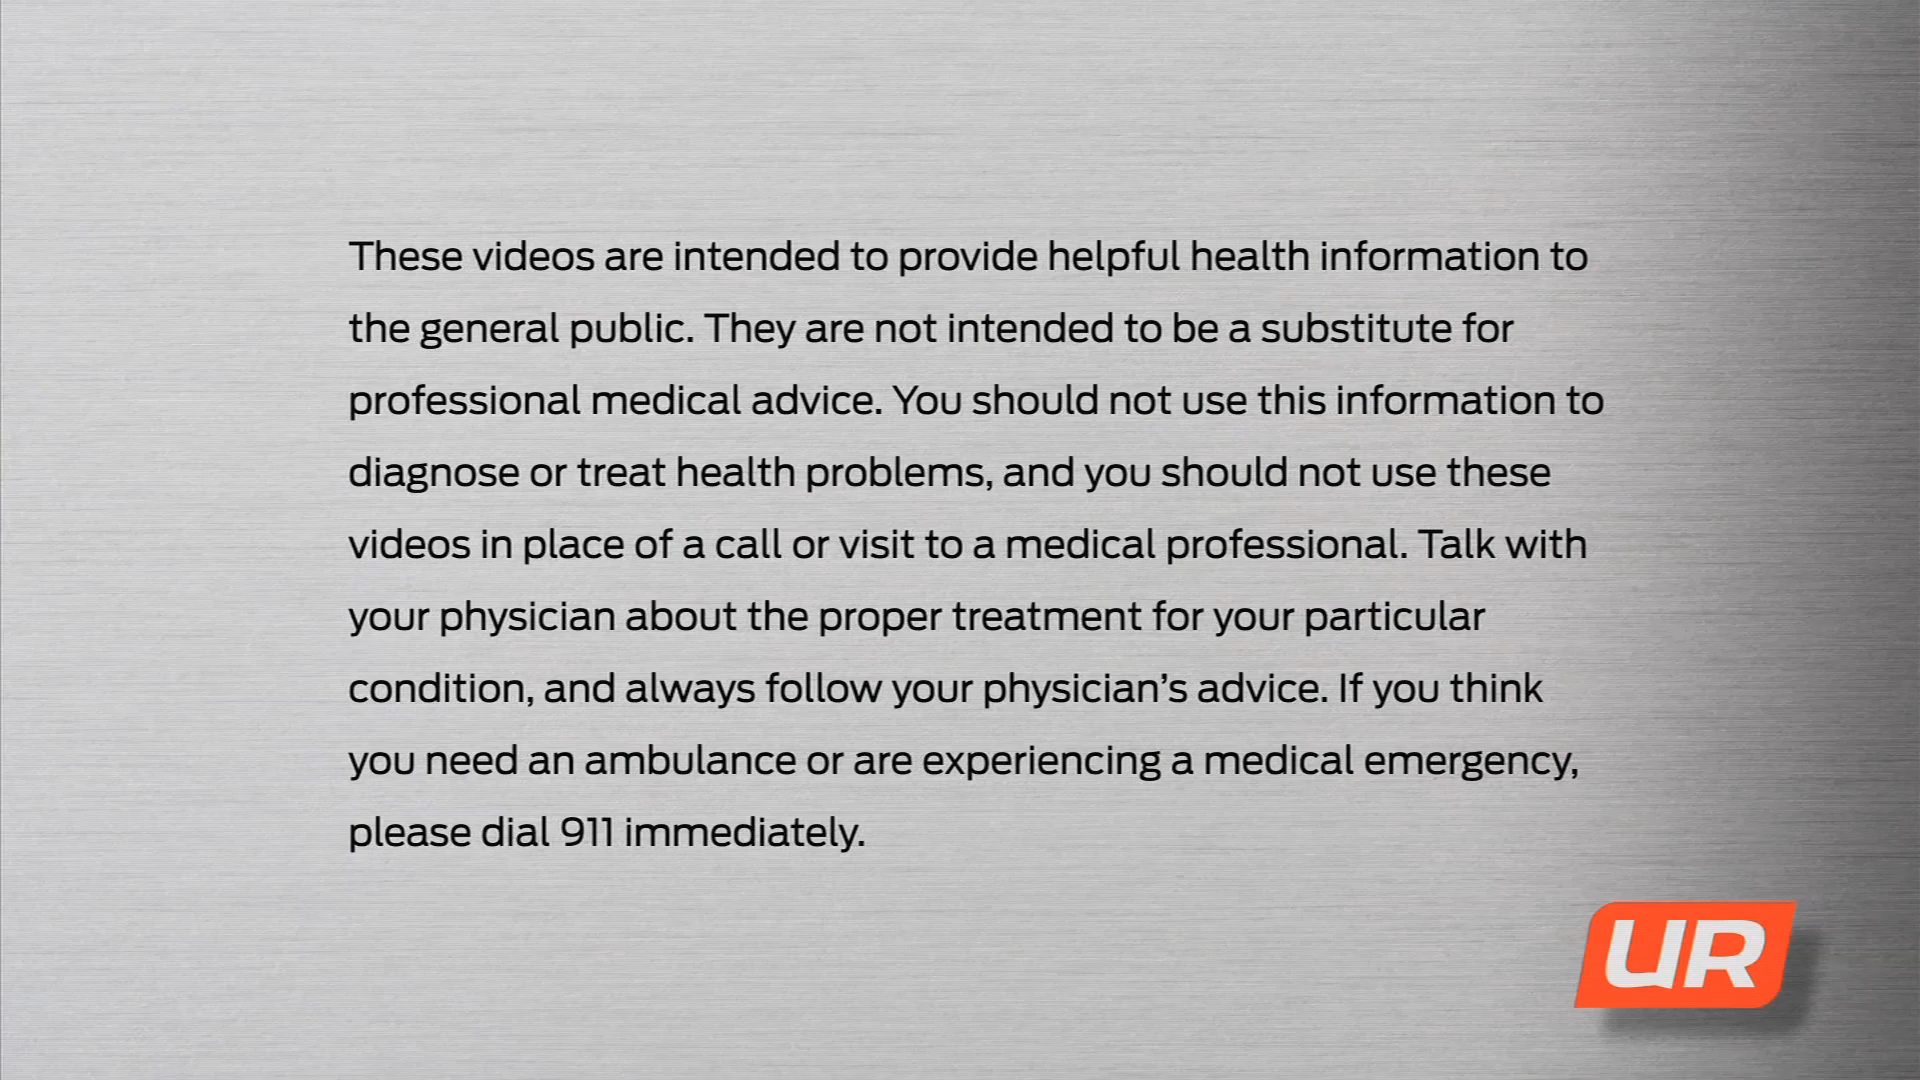 These videos are intended to provide helpful health information to
the general public. They are not intended to be a substitute for
professional medical advice. You should not use this information to
diagnose or treat health problems, and you should not use these
videos in place of a call or visit to a medical professional. Talk with
your physician about the proper treatment for your particular
condition, and always follow your physician’s advice. If you think
you need an ambulance or are experiencing a medical emergency,
please dial 911 immediately.
UR